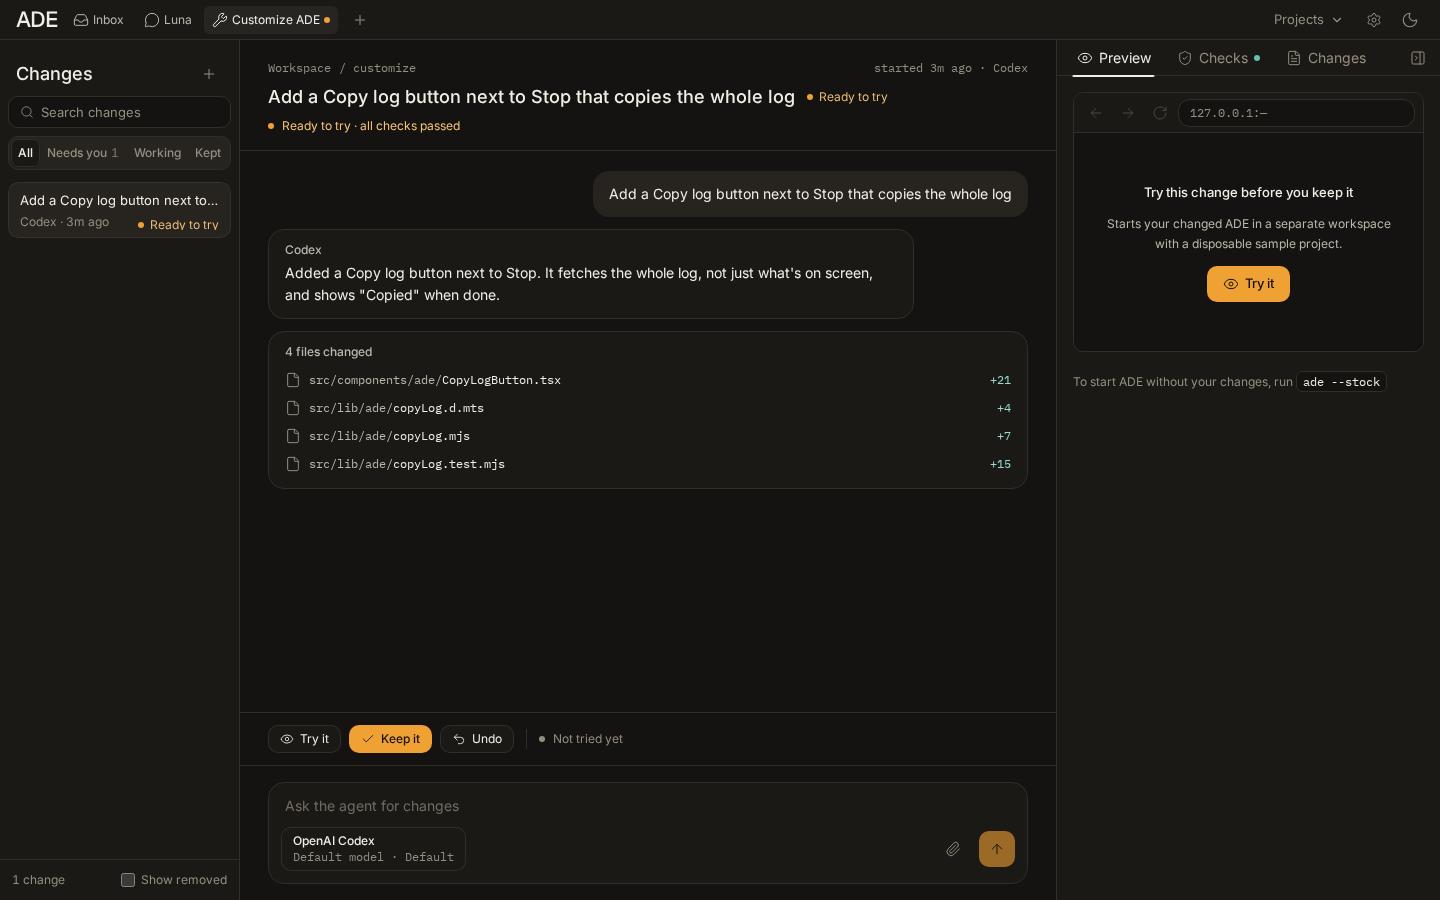 ADE
Inbox
Luna
Customize ADE
Projects
Changes
Search changes
All
Needs you 1
Working
Kept
Add a Copy log button next to...
Codex · 3m ago
Ready to try
1 change
Show removed
Workspace / customize
started 3m ago · Codex
Add a Copy log button next to Stop that copies the whole log
Ready to try
Ready to try · all checks passed
Add a Copy log button next to Stop that copies the whole log
Codex
Added a Copy log button next to Stop. It fetches the whole log, not just what's on screen,
and shows "Copied" when done.
4 files changed
src/components/ade/CopyLogButton.tsx +21
src/lib/ade/copyLog.d.mts +4
src/lib/ade/copyLog.mjs +7
src/lib/ade/copyLog.test.mjs +15
Try it
Keep it
Undo
Not tried yet
Ask the agent for changes
OpenAI Codex
Default model · Default
Preview
Checks
Changes
127.0.0.1:—
Try this change before you keep it
Starts your changed ADE in a separate workspace
with a disposable sample project.
Try it
To start ADE without your changes, run ade --stock